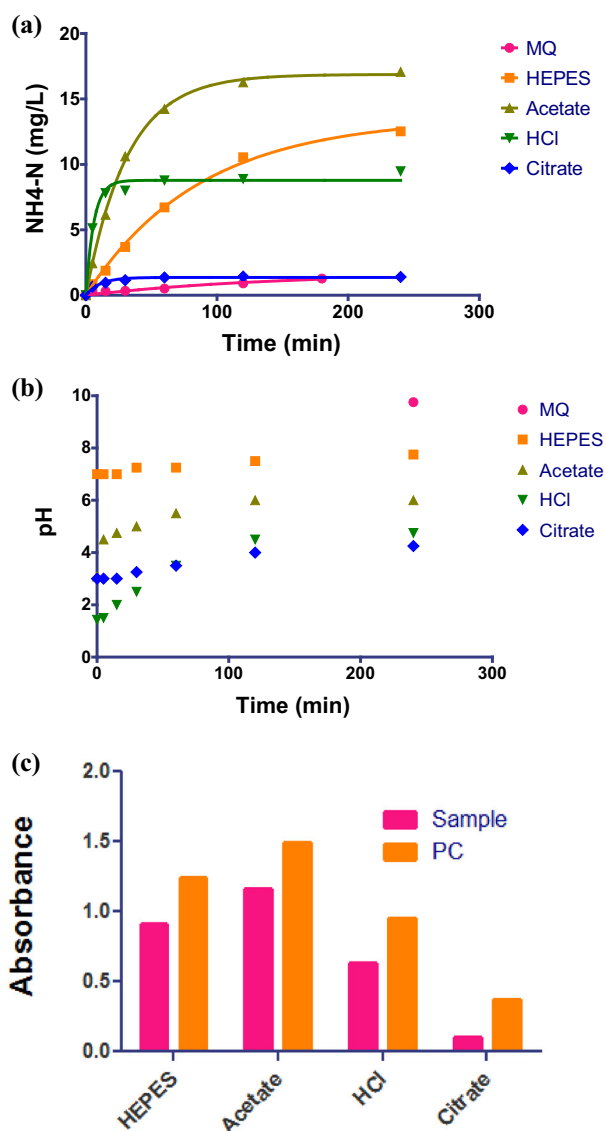 (a)
20
15
10
5
0
0
100
200
300
NH4-N (mg/L)
Time (min)
MQ
HEPES
Acetate
HCl
Citrate
(b)
10
8
6
4
2
0
0
100
200
300
pH
Time (min)
MQ
HEPES
Acetate
HCl
Citrate
(c)
2.0
1.5
1.0
0.5
0.0
Absorbance
Sample
PC
HEPES
Acetate
HCl
Citrate